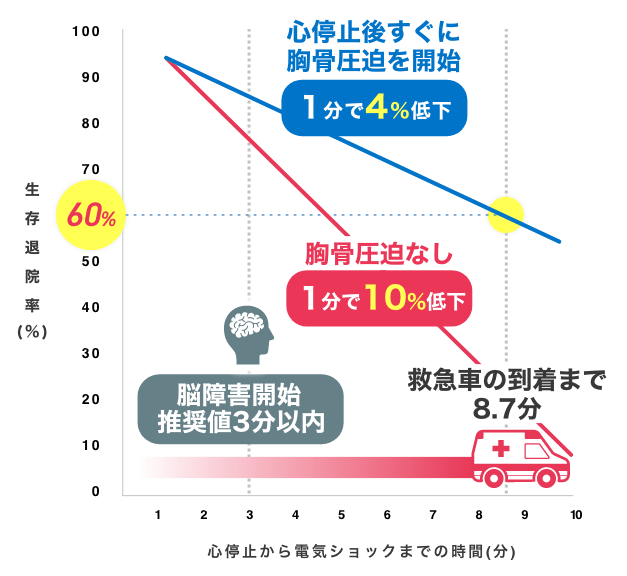 心停止後すぐに
胸骨圧迫を開始
1分で4%低下
胸骨圧迫なし
1分で10%低下
救急車の到着まで
8.7分
脳障害開始
推奨値3分以内
生存退院率(%)
100
90
80
70
60%
50
40
30
20
10
0
1 2 3 4 5 6 7 8 9 10
心停止から電気ショックまでの時間(分)